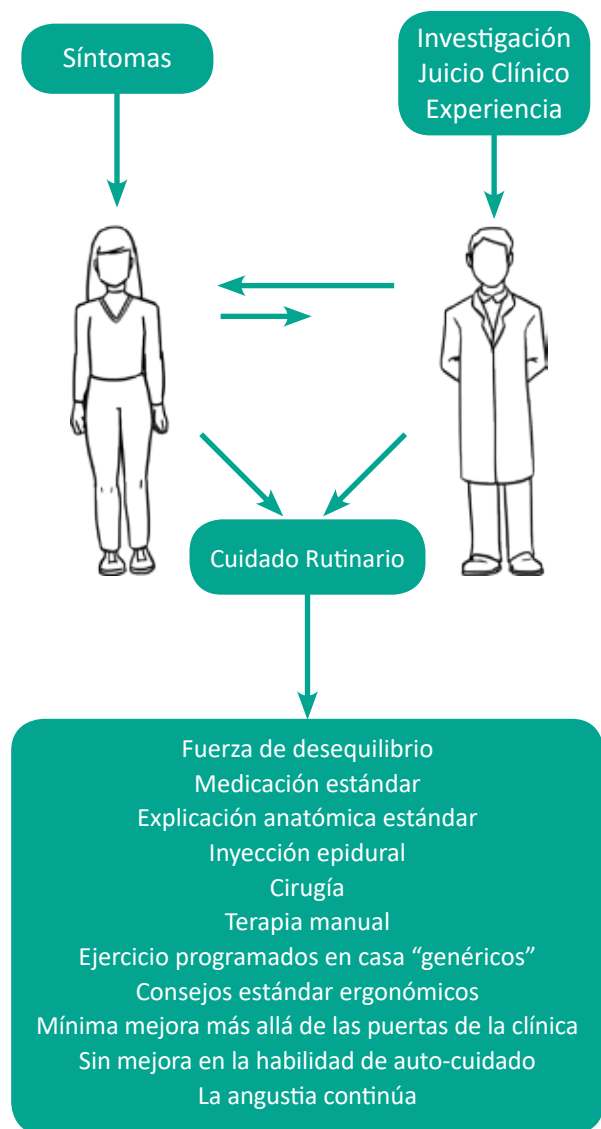 Síntomas
Investigación
Juicio Clínico
Experiencia
Cuidado Rutinario
Fuerza de desequilibrio
Medicación estándar
Explicación anatómica estándar
Inyección epidural
Cirugía
Terapia manual
Ejercicio programados en casa “genéricos”
Consejos estándar ergonómicos
Mínima mejora más allá de las puertas de la clínica
Sin mejora en la habilidad de auto-cuidado
La angustia continúa